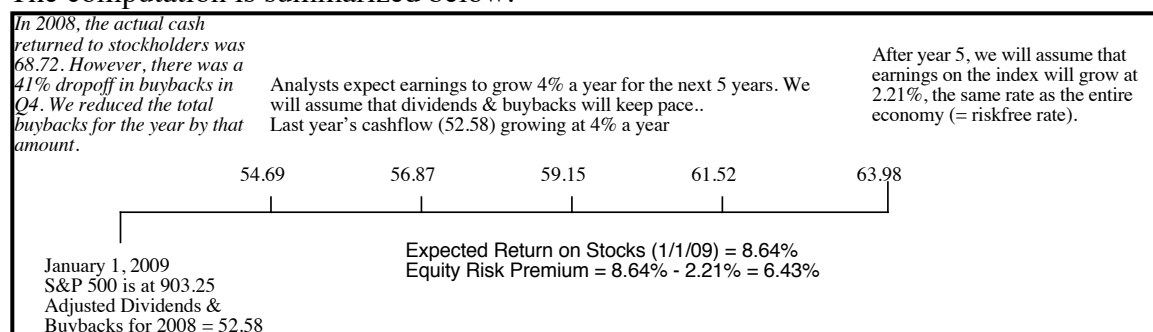 The computation is summarized below:
In 2008, the actual cash
returned to stockholders was
68.72. However, there was a
41% dropoff in buybacks in
Q4. We reduced the total
buybacks for the year by that
amount.
Analysts expect earnings to grow 4% a year for the next 5 years. We
will assume that dividends & buybacks will keep pace..
Last year's cashflow (52.58) growing at 4% a year
After year 5, we will assume that
earnings on the index will grow at
2.21%, the same rate as the entire
economy (= riskfree rate).
54.69 56.87 59.15 61.52 63.98
January 1, 2009
S&P 500 is at 903.25
Adjusted Dividends &
Buybacks for 2008 = 52.58
Expected Return on Stocks (1/1/09) = 8.64%
Equity Risk Premium = 8.64% - 2.21% = 6.43%